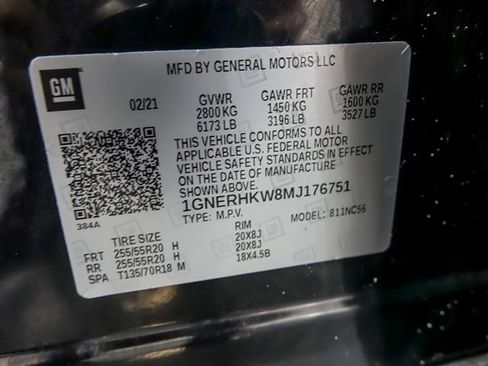 GM
MFD BY GENERAL MOTORS LLC
02/21 GVWR GAWR FRT GAWR RR
2800 KG 1450 KG 1600 KG
6173 LB 3196 LB 3527 LB
THIS VEHICLE CONFORMS TO ALL
APPLICABLE U.S. FEDERAL MOTOR
VEHICLE SAFETY STANDARDS IN EFFECT
ON THE DATE OF MANUFACTURE
SHOWN ABOVE.
1GNERHKW8MJ176751
384A
TYPE: M.P.V. MODEL: 811NC56
TIRE SIZE RIM
FRT 255/55R20 H 20X8J
RR 255/55R20 H 20X8J
SPA T135/70R18 M 18X4.5B